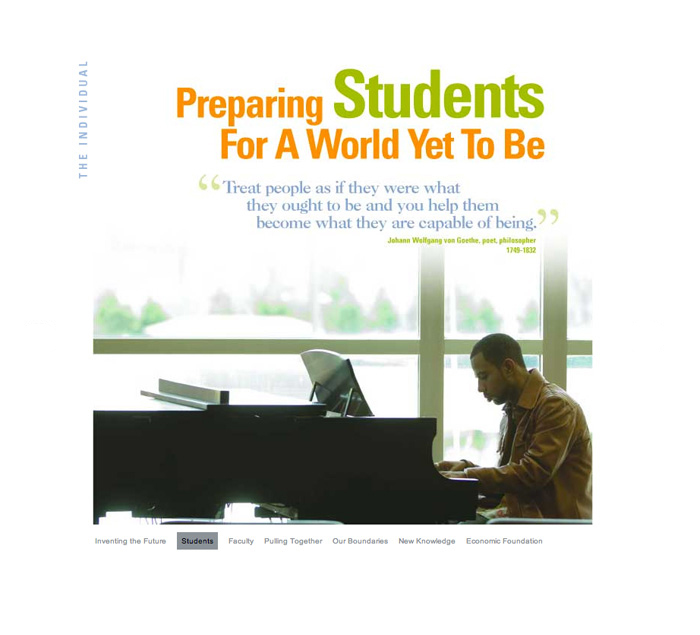 THE INDIVIDUAL
Preparing Students
For A World Yet To Be
“Treat people as if they were what
they ought to be and you help them
become what they are capable of being.”
Johann Wolfgang von Goethe, poet, philosopher
1749-1832
Inventing the Future Students Faculty Pulling Together Our Boundaries New Knowledge Economic Foundation